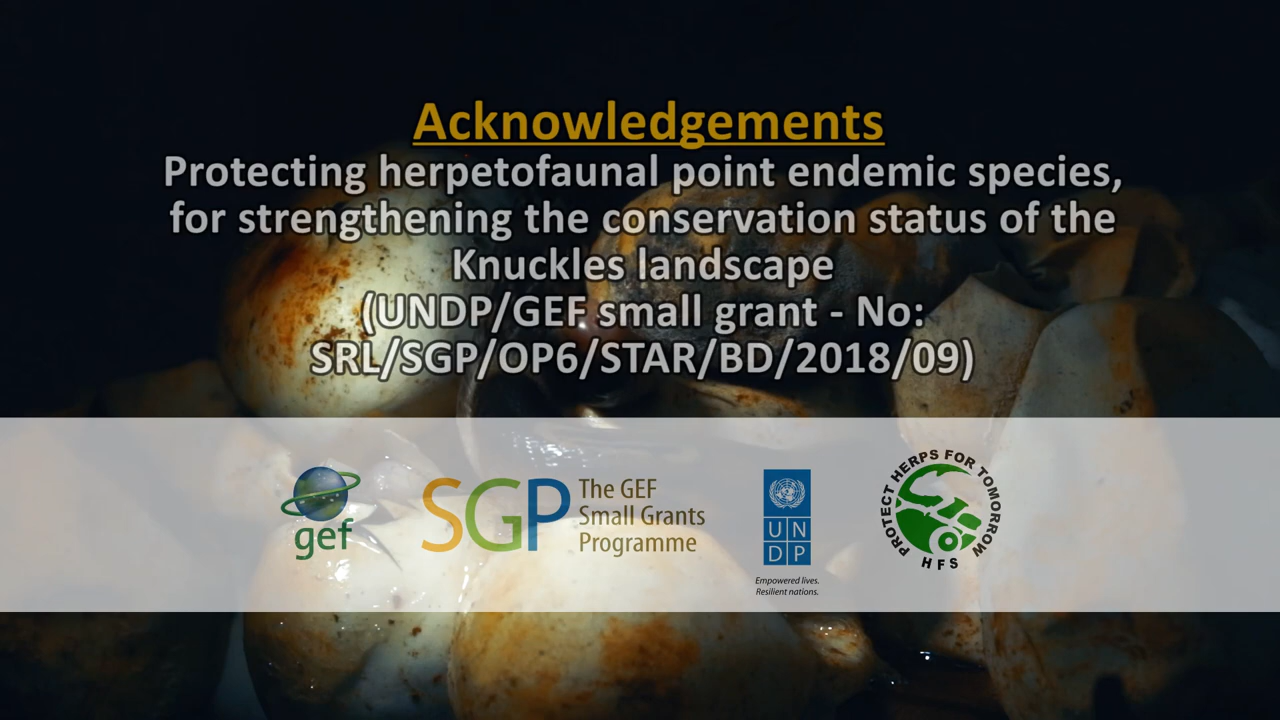 Acknowledgements
Protecting herpetofaunal point endemic species,
for strengthening the conservation status of the
Knuckles landscape
(UNDP/GEF small grant - No:
SRL/SGP/OP6/STAR/BD/2018/09)
gef
SGP
The GEF
Small Grants
Programme
UN
DP
Empowered lives.
Resilient nations.
PROTECT HERPS FOR TOMORROW
HFS